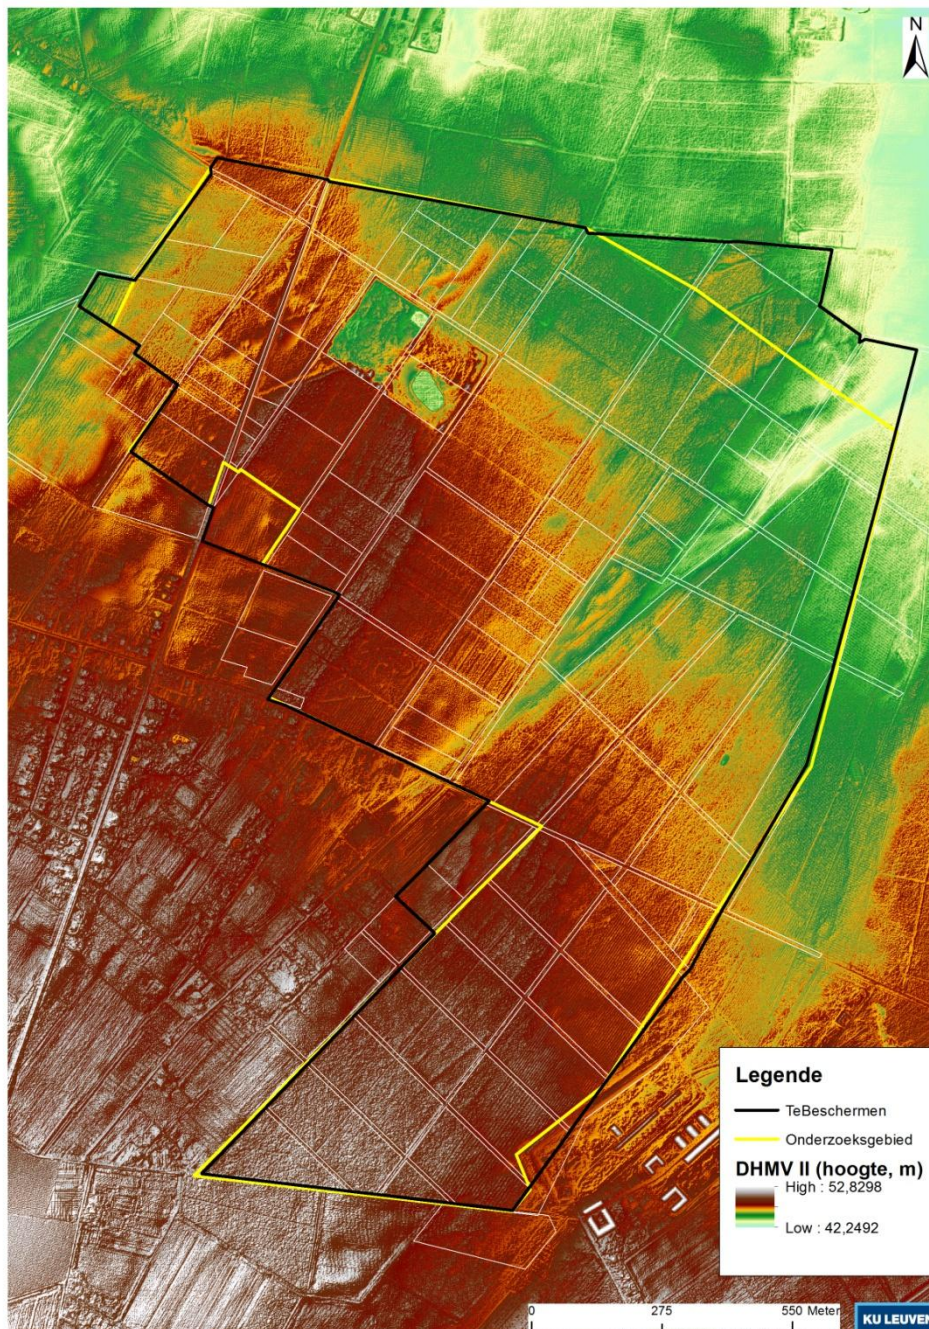 N
Legende
TeBeschermen
Onderzoeksgebied
DHMV II (hoogte, m)
High : 52,8298
Low : 42,2492
0 275 550 Meter
KU LEUVEN